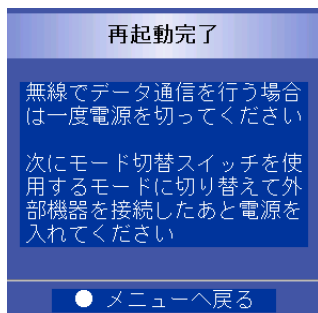 再起動完了
無線でデータ通信を行う場合
は一度電源を切ってください
次にモード切替スイッチを使
用するモードに切り替えて外
部機器を接続したあと電源を
入れてください
● メニューへ戻る